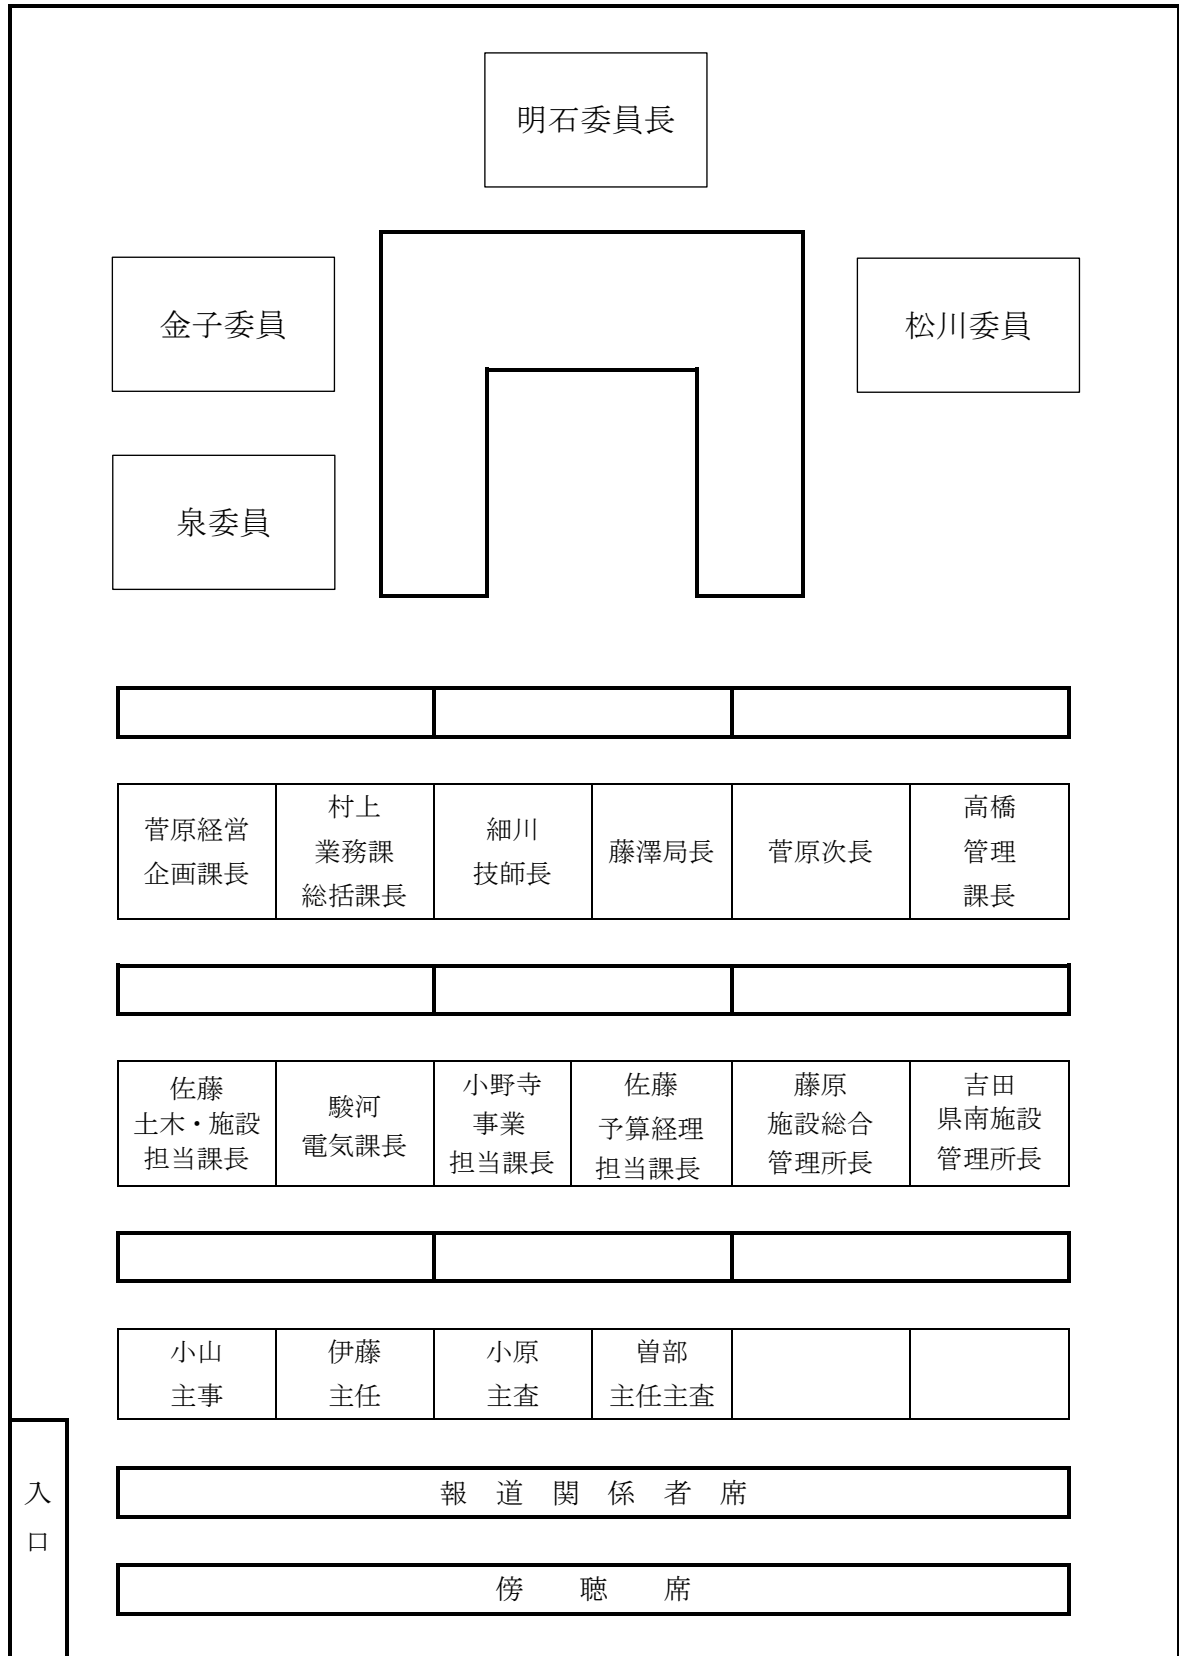 明石委員長
金子委員
松川委員
泉委員
菅原経営
企画課長
村上
業務課
総括課長
細川
技師長
藤澤局長
菅原次長
高橋
管理
課長
佐藤
土木・施設
担当課長
駿河
電気課長
小野寺
事業
担当課長
佐藤
予算経理
担当課長
藤原
施設総合
管理所長
吉田
県南施設
管理所長
小山
主事
伊藤
主任
小原
主査
曽部
主任主査
入
口
報道関係者席
傍聴席